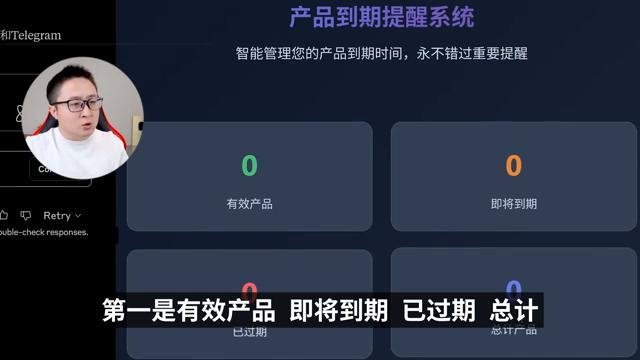 产品到期提醒系统
智能管理您的产品到期时间，永不错过重要提醒
和Telegram
0
有效产品
0
即将到期
Retry
ouble-check responses.
0
已过期
0
总计产品
第一是有效产品 即将到期 已过期 总计